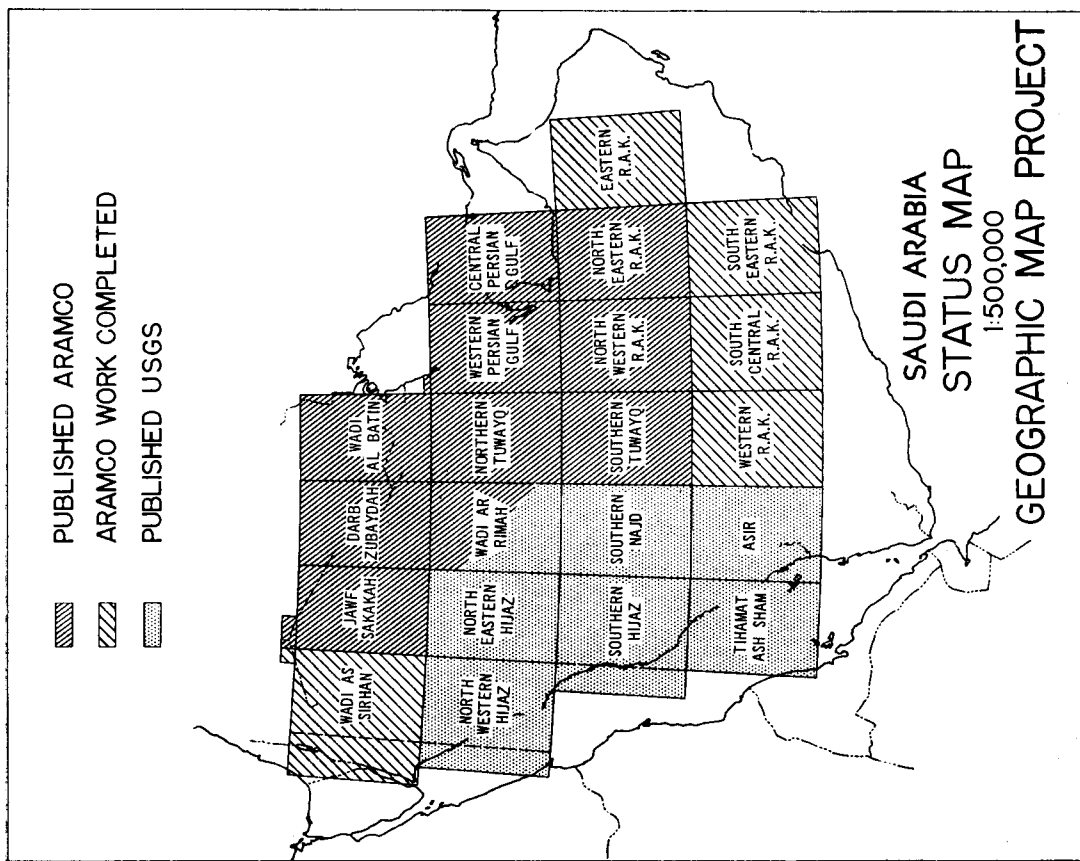 PUBLISHED ARAMCO
ARAMCO WORK COMPLETED
PUBLISHED USGS
WADI AS
SIRHAN
JAWF-
SAKAKAH
DARB
ZUBAYDAH
WADI
AL BATIN
NORTH
WESTERN
HIJAZ
NORTH
EASTERN
HIJAZ
WADI AR
RIMAH
NORTHERN
TUWAYQ
WESTERN
PERSIAN
GULF
CENTRAL
PERSIAN
GULF
SOUTHERN
HIJAZ
SOUTHERN
NAJD
SOUTHERN
TUWAYQ
NORTH
WESTERN
R.A.K.
NORTH
EASTERN
R.A.K.
EASTERN
R.A.K.
TIHAMAT
ASH SHAM
ASIR
WESTERN
R.A.K.
SOUTH
CENTRAL
R.A.K.
SOUTH
EASTERN
R.A.K.
SAUDI ARABIA
STATUS MAP
1:500,000
GEOGRAPHIC MAP PROJECT